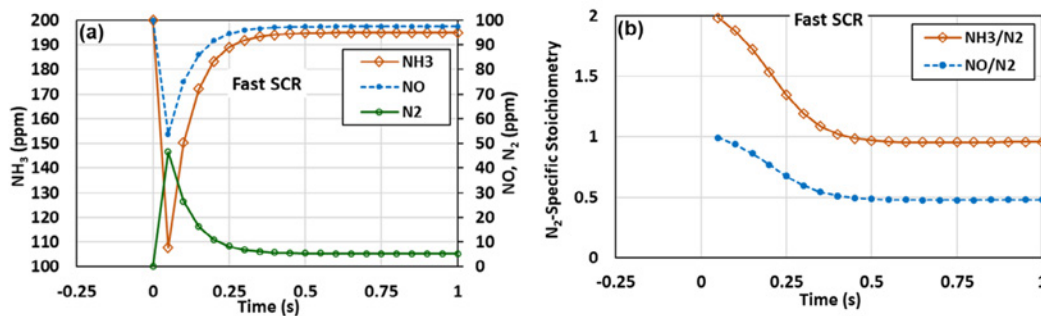 (a)
Fast SCR
NH3
NO
N2
NH₃ (ppm)
200
190
180
170
160
150
140
130
120
110
100
100
90
80
70
60
50
40
30
20
10
0
NO, N₂ (ppm)
-0.25 0 0.25 0.5 0.75 1
Time (s)
Fast SCR
(b)
NH3/N2
NO/N2
N₂-Specific Stoichiometry
2
1.5
1
0.5
0
-0.25 0 0.25 0.5 0.75 1
Time (s)